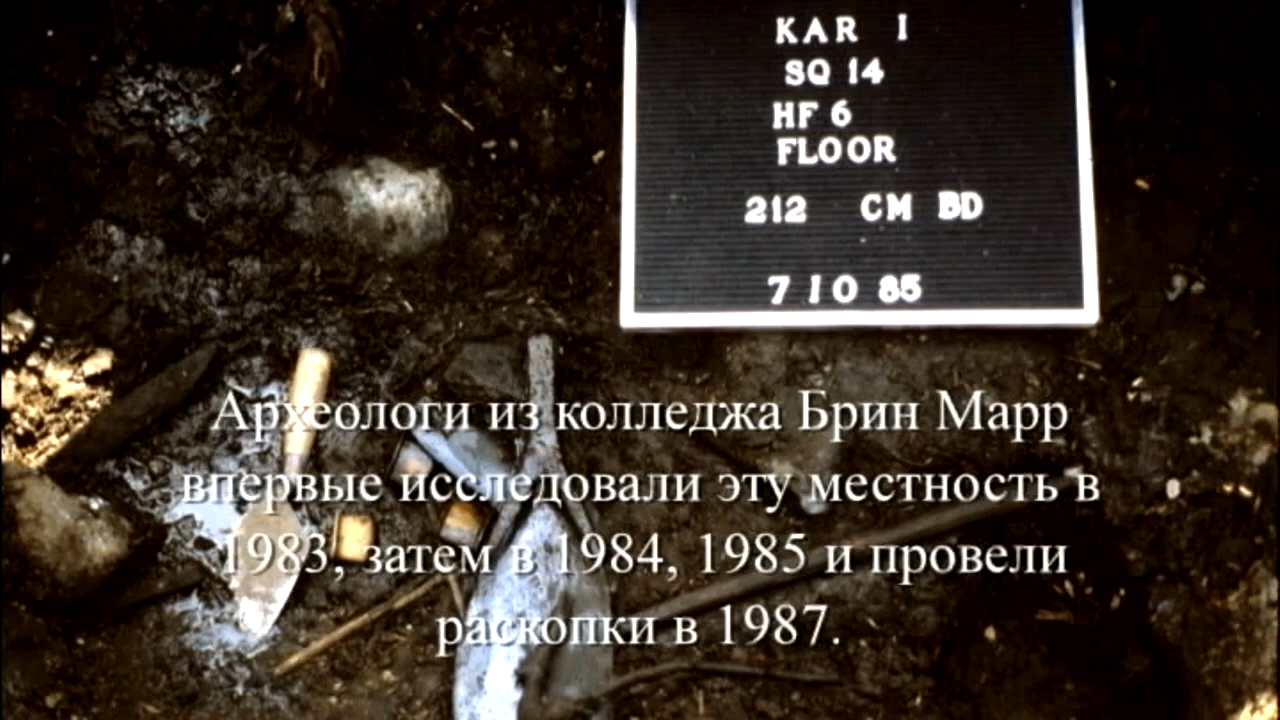 KAR I
SQ 14
HF 6
FLOOR
212 CM BD
7 10 85
Археологи из колледжа Брин Марр
впервые исследовали эту местность в
1983, затем в 1984, 1985 и провели
раскопки в 1987.